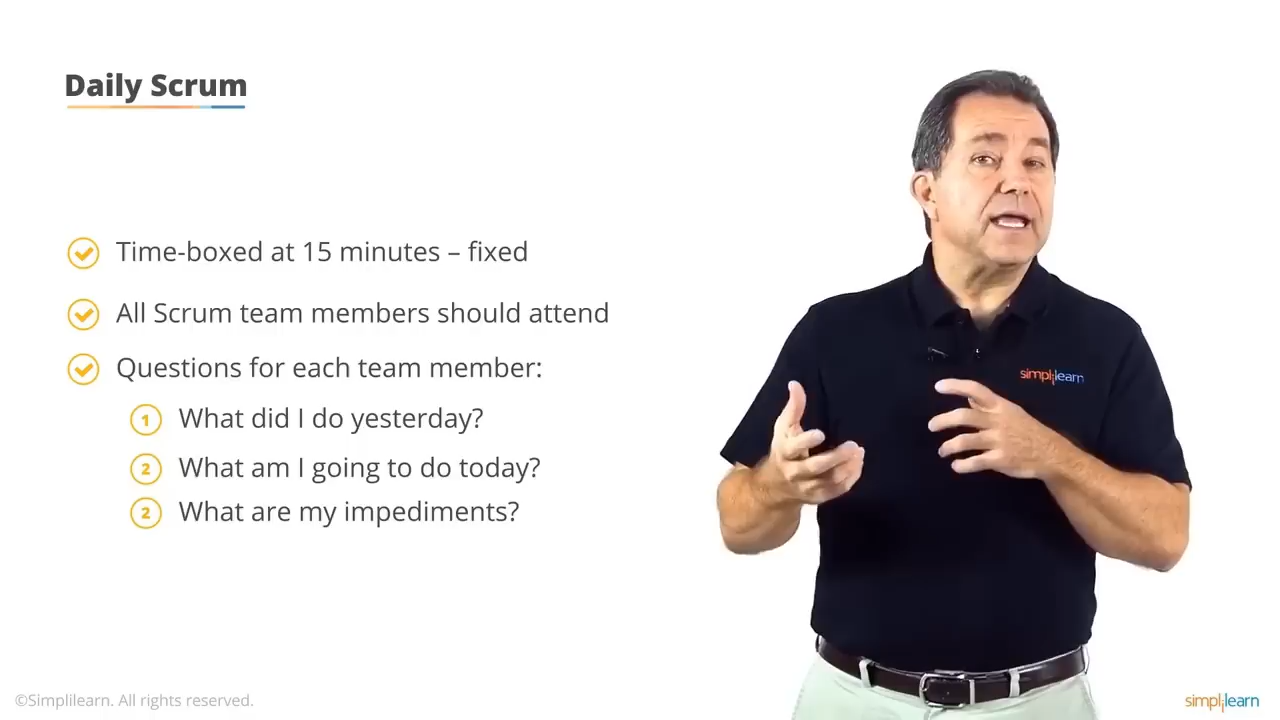 Daily Scrum
Time-boxed at 15 minutes – fixed
All Scrum team members should attend
Questions for each team member:
1 What did I do yesterday?
2 What am I going to do today?
2 What are my impediments?
simplilearn
©Simplilearn. All rights reserved.
simplilearn